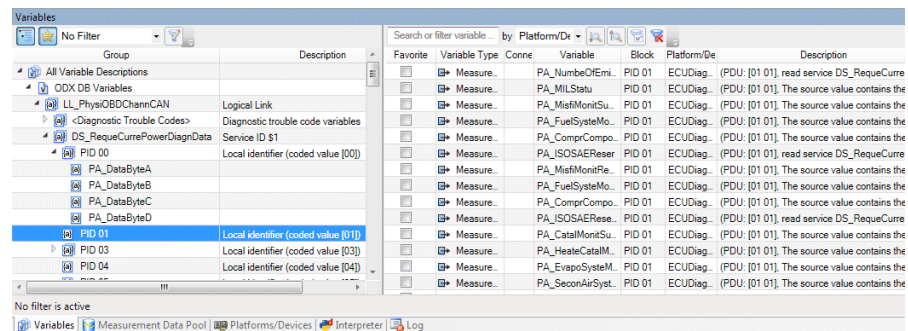 Variables
No Filter
Search or find variable ... by Platform/De
Group Description
Favorite Variable Type Conne Variable Block Platform/De Description
All Variable Descriptions
ODX DB Variables
LL_PhysiOBDChannCAN Logical Link
<Diagnostic Trouble Codes> Diagnostic trouble code variables
DS_RequeCurrePowerDiagnData Service ID $1
PID 00 Local identifier (coded value [00])
PA_DataByteA
PA_DataByteB
PA_DataByteC
PA_DataByteD
PID 01 Local identifier (coded value [01])
PID 03 Local identifier (coded value [03])
PID 04 Local identifier (coded value [04])
Measure... PA_NumbeOfEmi... PID 01 ECUDiag... (PDU: [01 01], read service DS_RequeCurre
Measure... PA_MILStatu PID 01 ECUDiag... (PDU: [01 01], The source value contains the
Measure... PA_MisfiMonitSu... PID 01 ECUDiag... (PDU: [01 01], The source value contains the
Measure... PA_FuelSysteMo... PID 01 ECUDiag... (PDU: [01 01], The source value contains the
Measure... PA_ComprCompo... PID 01 ECUDiag... (PDU: [01 01], The source value contains the
Measure... PA_ISOSAEReser PID 01 ECUDiag... (PDU: [01 01], read service DS_RequeCurre
Measure... PA_MisfiMonitRe... PID 01 ECUDiag... (PDU: [01 01], The source value contains the
Measure... PA_FuelSysteMo... PID 01 ECUDiag... (PDU: [01 01], The source value contains the
Measure... PA_ComprCompo... PID 01 ECUDiag... (PDU: [01 01], The source value contains the
Measure... PA_ISOSAERese... PID 01 ECUDiag... (PDU: [01 01], read service DS_RequeCurre
Measure... PA_CatalMonitSu... PID 01 ECUDiag... (PDU: [01 01], The source value contains the
Measure... PA_HeateCatalM... PID 01 ECUDiag... (PDU: [01 01], The source value contains the
Measure... PA_EvapoSysteM... PID 01 ECUDiag... (PDU: [01 01], The source value contains the
Measure... PA_SeconAirSyst... PID 01 ECUDiag... (PDU: [01 01], The source value contains the
No filter is active
Variables Measurement Data Pool Platforms/Devices Interpreter Log